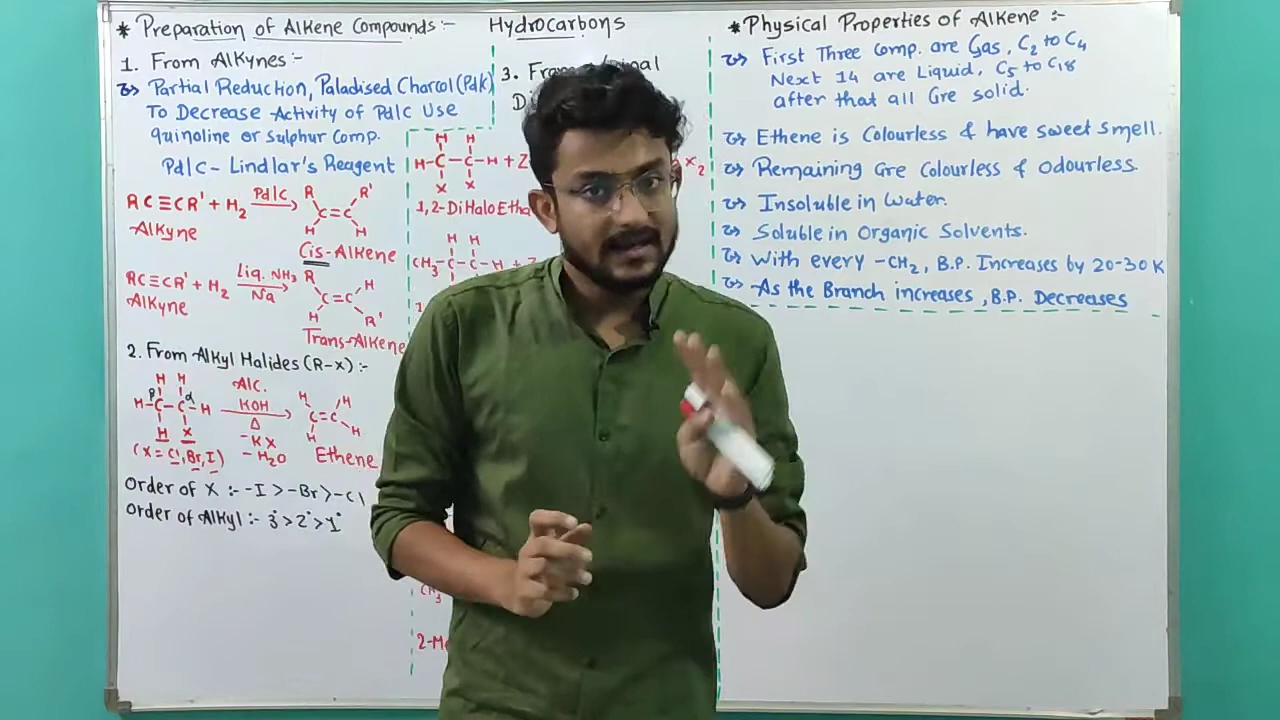 * Preparation of Alkene Compounds :-
Hydrocarbons
* Physical Properties of Alkene :-
1. From Alkynes :-
Partial Reduction, Paladised Charcol (Pd/c)
To Decrease Activity of Pd/c Use
quinoline or Sulphur Comp.
Pd/c - Lindlar's Reagent
RC≡CR' + H₂ Pd/c → R R' C=C H H
Alkyne
Cis-Alkene
RC≡CR' + H₂ Liq. NH₃ Na → R H C=C H R'
Alkyne
Trans-Alkene
2. From Alkyl Halides (R-X) :-
H H
H-C-C-H β α Alc. KOH Δ → H H C=C H H
H X -KX
(X = Cl, Br, I) -H₂O Ethene
Order of X :- -I > -Br > -Cl
Order of Alkyl :- 3° > 2° > 1°
3.
H H
H-C-C-H + Z
X X
X₂
1,2-DiHalo
H H
CH₃-C-C-H +
CH₃
First Three Comp. are Gas, C₂ to C₄
Next 14 are Liquid, C₅ to C₁₈
after that all Gre solid.
Ethene is Colourless & have sweet Smell.
Remaining Gre Colourless & Odourless.
Insoluble in Water.
Soluble in Organic Solvents.
With every -CH₂, B.P. Increases by 20-30 K
As the Branch increases, B.P. Decreases